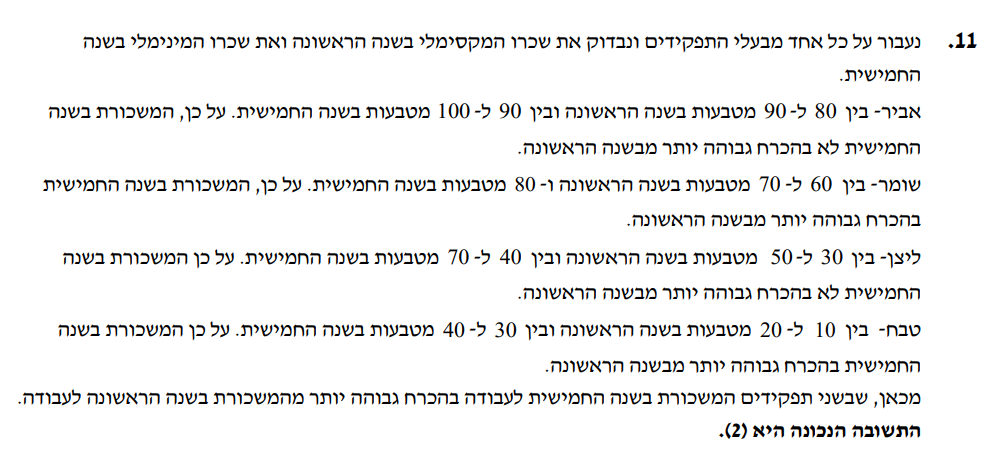 11. נעבור על כל אחד מבעלי התפקידים ונבדוק את שכרו המקסימלי בשנה הראשונה ואת שכרו המינימלי בשנה
החמישית.
אביר- בין 80 ל-90 מטבעות בשנה הראשונה ובין 90 ל-100 מטבעות בשנה החמישית. על כן, המשכורת בשנה
החמישית לא בהכרח גבוהה יותר מבשנה הראשונה.
שומר- בין 60 ל-70 מטבעות בשנה הראשונה ו-80 מטבעות בשנה החמישית. על כן, המשכורת בשנה החמישית
בהכרח גבוהה יותר מבשנה הראשונה.
ליצן- בין 30 ל-50 מטבעות בשנה הראשונה ובין 40 ל-70 מטבעות בשנה החמישית. על כן המשכורת בשנה
החמישית לא בהכרח גבוהה יותר מבשנה הראשונה.
טבח- בין 10 ל-20 מטבעות בשנה הראשונה ובין 30 ל-40 מטבעות בשנה החמישית. על כן המשכורת בשנה
החמישית בהכרח גבוהה יותר מבשנה הראשונה.
מכאן, שבשני תפקידים המשכורת בשנה החמישית לעבודה בהכרח גבוהה יותר מהמשכורת בשנה הראשונה לעבודה.
התשובה הנכונה היא (2).